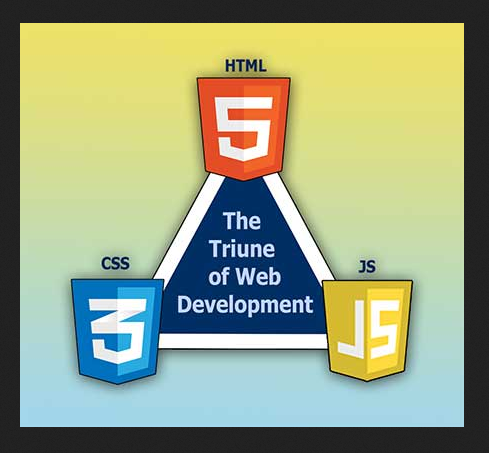 HTML
5
The
Triune
of Web
Development
CSS
3
JS
JS